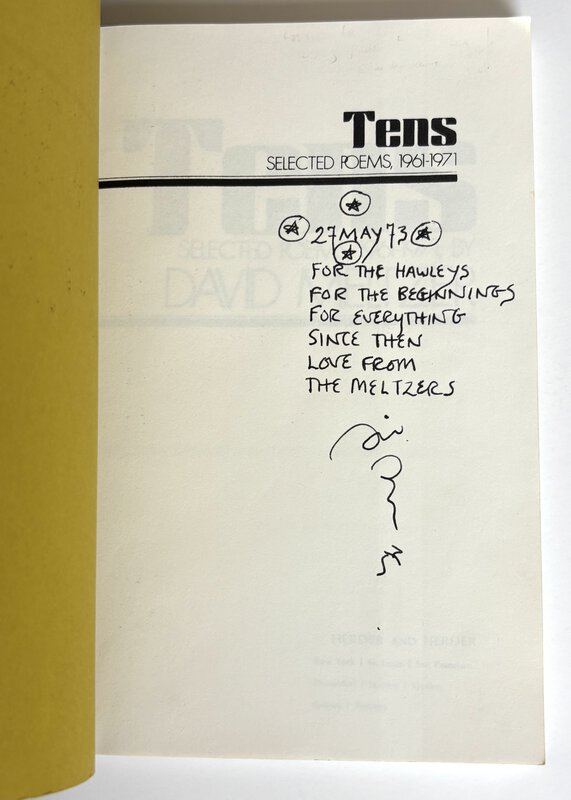 Tens
SELECTED POEMS, 1961-1971
27 MAY 73
FOR THE HAWLEYS
FOR THE BEGINNINGS
FOR EVERYTHING
SINCE THEN
LOVE FROM
THE MELTZERS
HERDER AND HERDER